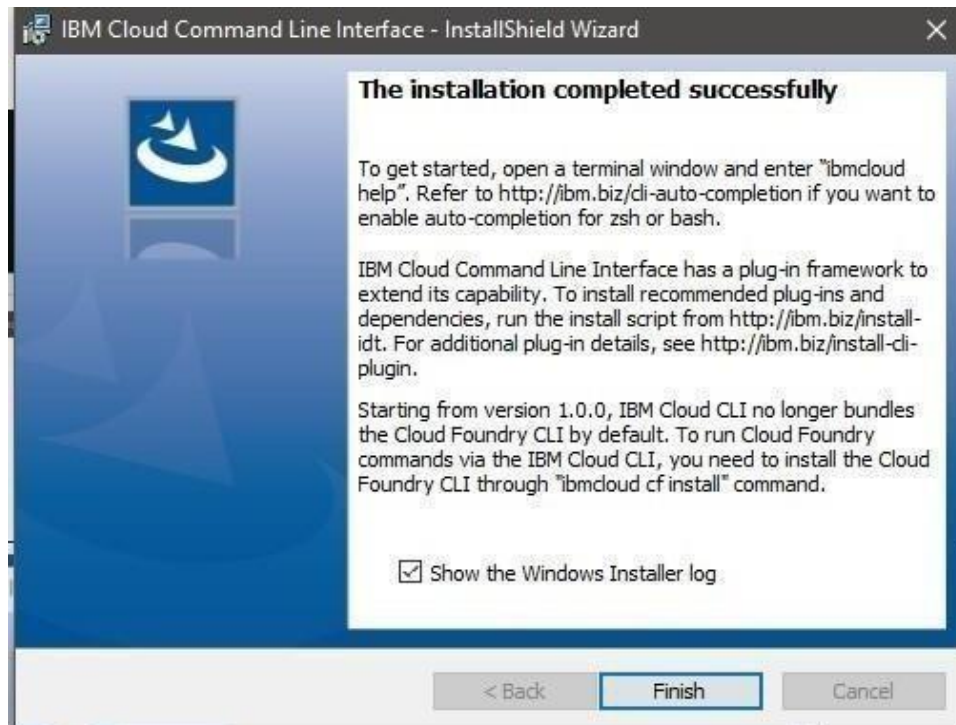 IBM Cloud Command Line Interface - InstallShield Wizard
The installation completed successfully
To get started, open a terminal window and enter "ibmcloud
help". Refer to http://ibm.biz/cli-auto-completion if you want to
enable auto-completion for zsh or bash.
IBM Cloud Command Line Interface has a plug-in framework to
extend its capability. To install recommended plug-ins and
dependencies, run the install script from http://ibm.biz/install-
idt. For additional plug-in details, see http://ibm.biz/install-cli-
plugin.
Starting from version 1.0.0, IBM Cloud CLI no longer bundles
the Cloud Foundry CLI by default. To run Cloud Foundry
commands via the IBM Cloud CLI, you need to install the Cloud
Foundry CLI through "ibmcloud cf install" command.
Show the Windows Installer log
< Back Finish Cancel